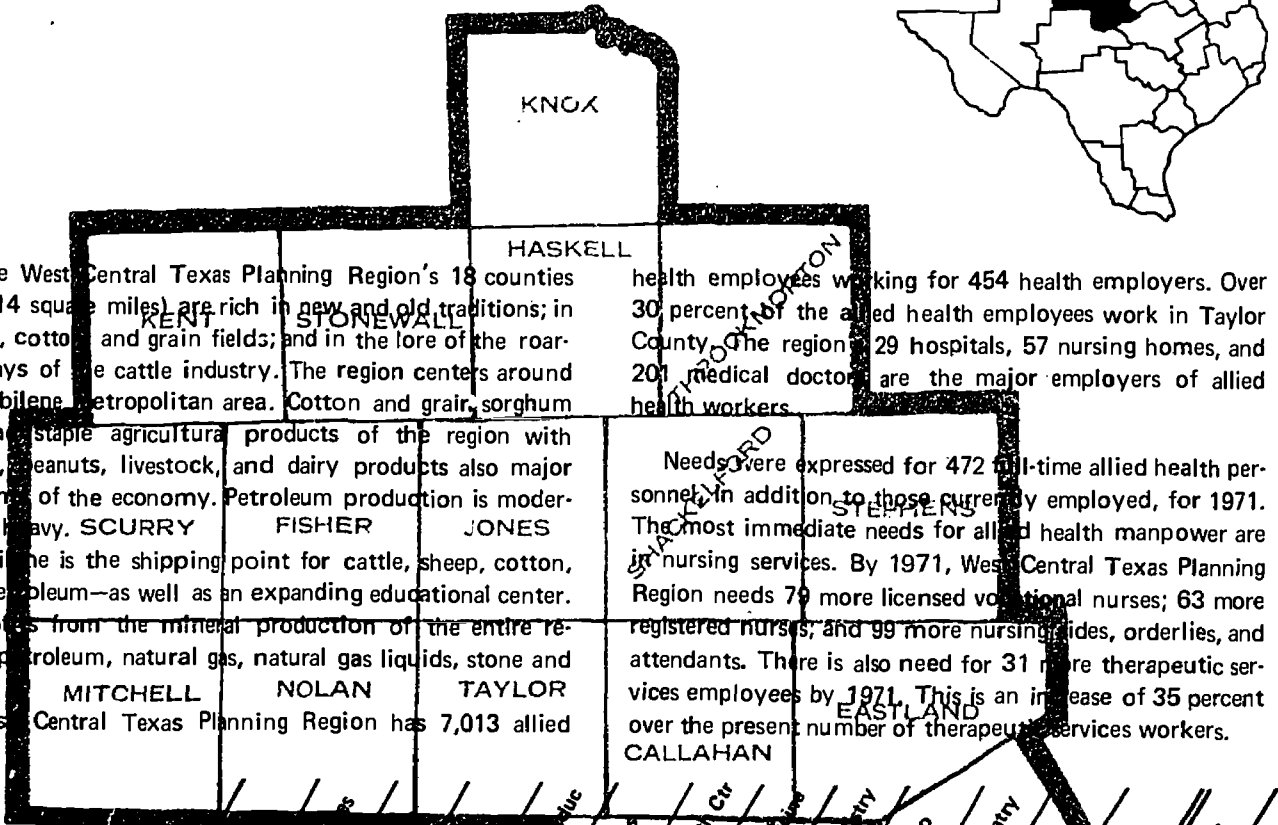 KNOX
HASKELL
THROCKMORTON
KENT
STONEWALL
West Central Texas Planning Region's 18 counties
14 square miles) are rich in new and old traditions; in
, cotton and grain fields; and in the lore of the roar-
of the cattle industry. The region centers around
metropolitan area. Cotton and grain sorghum
staple agricultural products of the region with
, peanuts, livestock, and dairy products also major
of the economy. Petroleum production is moder-
heavy.
is the shipping point for cattle, sheep, cotton,
petroleum—as well as an expanding educational center.
from the mineral production of the entire re-
petroleum, natural gas, natural gas liquids, stone and
Central Texas Planning Region has 7,013 allied
health employees working for 454 health employers. Over
30 percent of the allied health employees work in Taylor
County. The region 29 hospitals, 57 nursing homes, and
201 medical doctors are the major employers of allied
health workers.
Needs were expressed for 472 full-time allied health per-
sonnel, in addition to those currently employed, for 1971.
The most immediate needs for allied health manpower are
in nursing services. By 1971, West Central Texas Planning
Region needs 79 more licensed vocational nurses; 63 more
registered nurses; and 99 more nursing aides, orderlies, and
attendants. There is also need for 31 more therapeutic ser-
vices employees by 1971. This is an increase of 35 percent
over the present number of therapeutic services workers.
SHACKELFORD
STEPHENS
SCURRY
FISHER
JONES
MITCHELL
NOLAN
TAYLOR
EASTLAND
CALLAHAN
Ctr